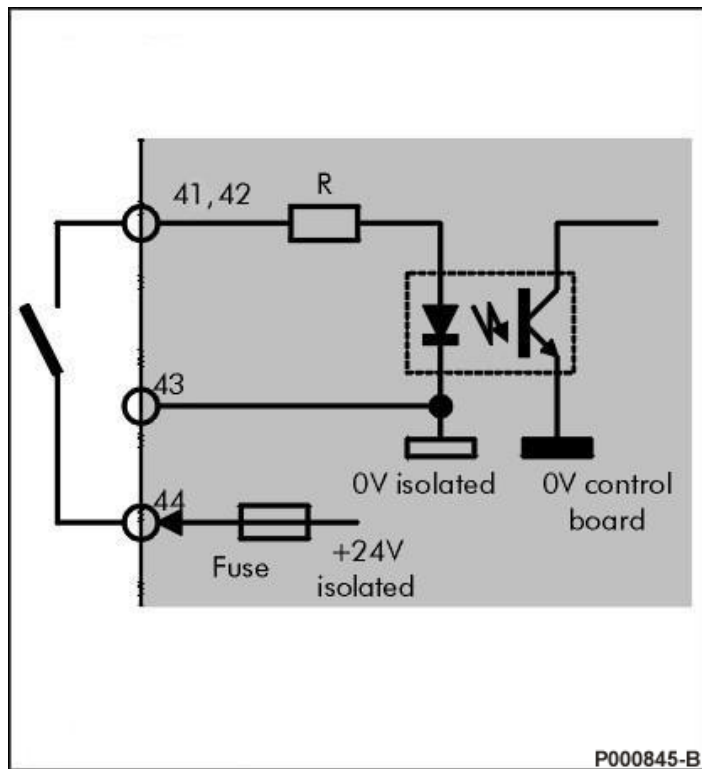 41, 42
R
43
0V isolated
0V control
board
44
Fuse
+24V
isolated
P000845-B